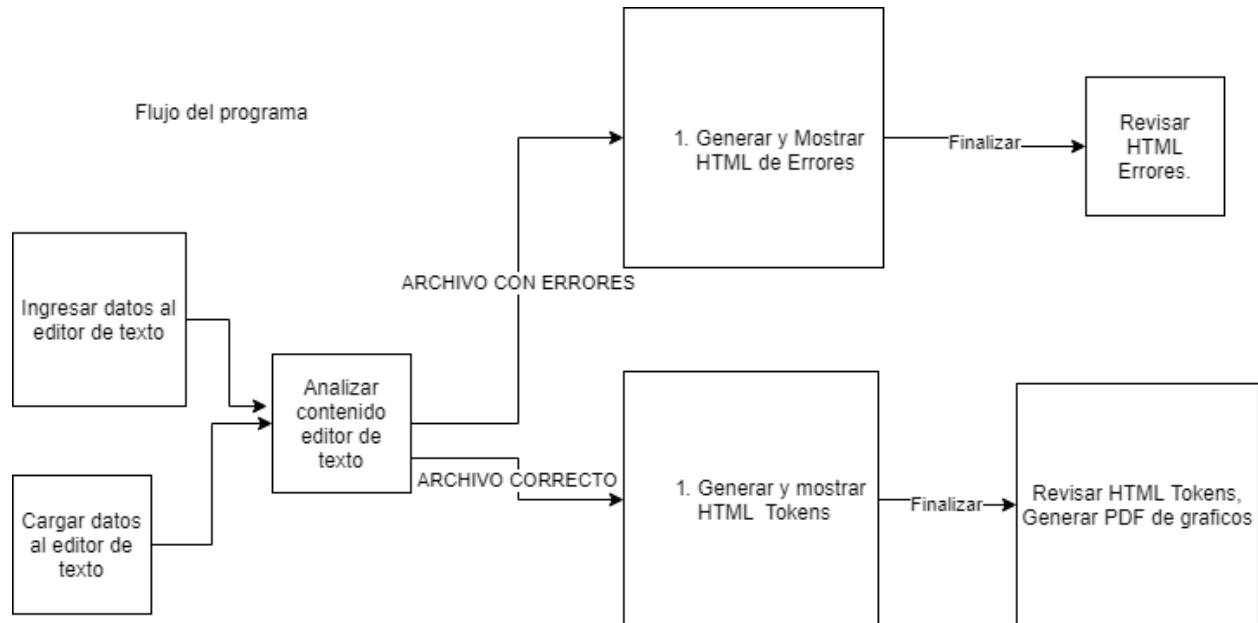 Flujo del programa
1. Generar y Mostrar
HTML de Errores
Finalizar
Revisar
HTML
Errores.
ARCHIVO CON ERRORES
Ingresar datos al
editor de texto
Analizar
contenido
editor de
texto
ARCHIVO CORRECTO
Cargar datos
al editor de
texto
1. Generar y mostrar
HTML Tokens
Finalizar
Revisar HTML Tokens,
Generar PDF de graficos